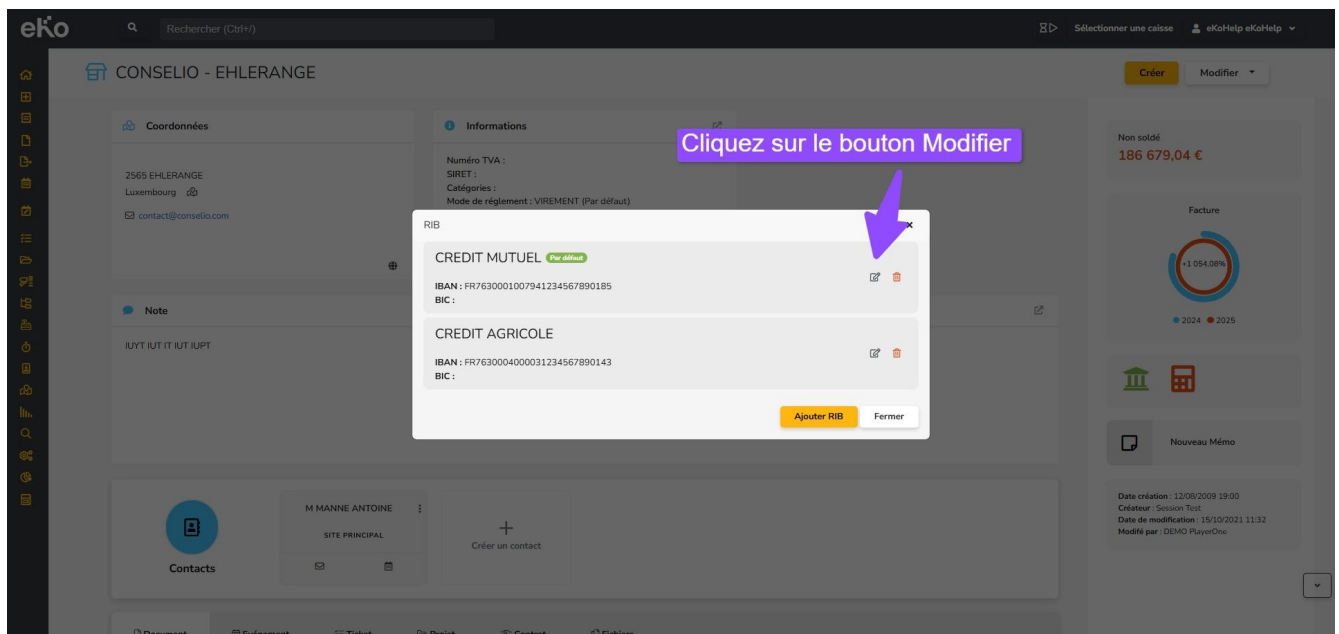 eKo
Rechercher (Ctrl+/)
Sélectionner une caisse
eKoHelp eKoHelp
CONSELIO - EHLERANGE
Créer
Modifier
Coordonnées
2565 EHLERANGE
Luxembourg
contact@conselio.com
Informations
Numéro TVA :
SIRET :
Catégories :
Mode de réglement : VIREMENT (Par défaut)
Cliquez sur le bouton Modifier
Non soldé
186 679,04 €
Facture
+1 054.08%
2024 2025
RIB
CREDIT MUTUEL Par défaut
IBAN : FR7630001007941234567890185
BIC :
CREDIT AGRICOLE
IBAN : FR7630004000031234567890143
BIC :
Ajouter RIB
Fermer
Note
IUYT IUT IT IUT IUPT
Nouveau Mémo
Date création : 12/08/2009 19:00
Créateur : Session Test
Date de modification : 15/10/2021 11:32
Modifié par : DEMO PlayerOne
Contacts
M MANNE ANTOINE
SITE PRINCIPAL
Créer un contact
Document
Evénement
Ticket
Projet
Contrat
Fichiers